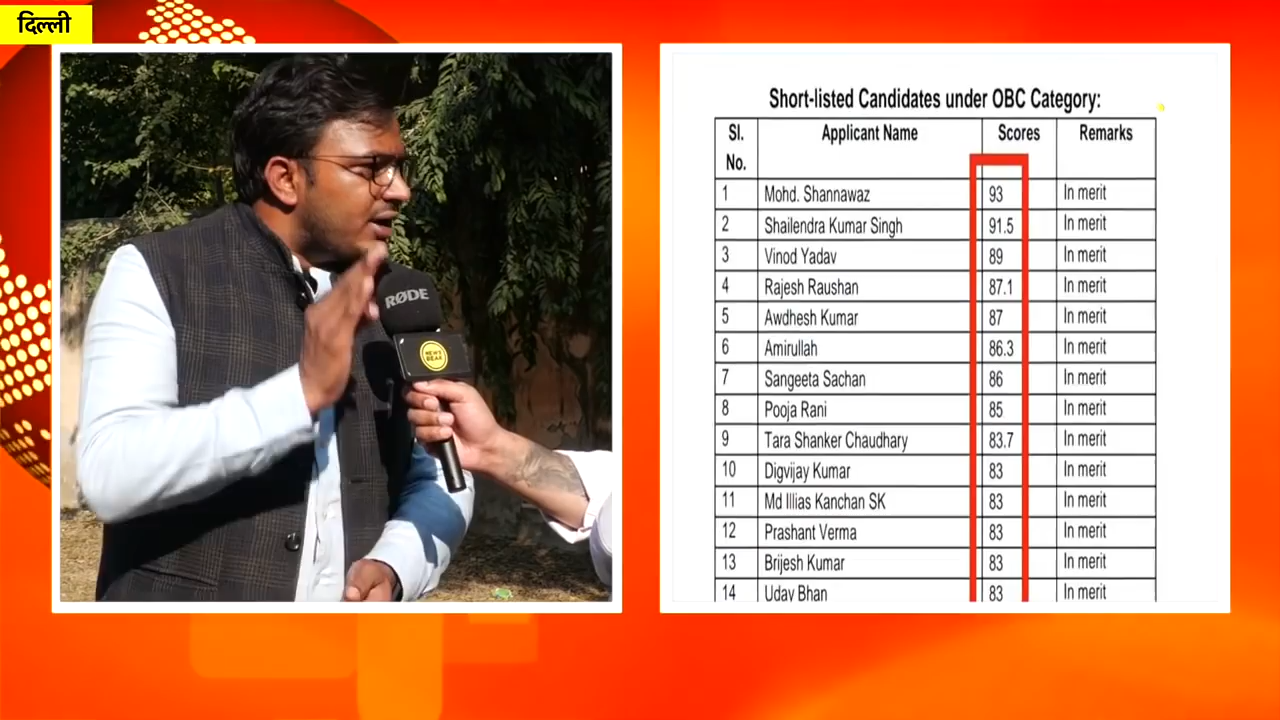 दिल्ली
RØDE
NEWS
BEAK
Short-listed Candidates under OBC Category:
Sl. No. Applicant Name Scores Remarks
1 Mohd. Shannawaz 93 In merit
2 Shailendra Kumar Singh 91.5 In merit
3 Vinod Yadav 89 In merit
4 Rajesh Raushan 87.1 In merit
5 Awdhesh Kumar 87 In merit
6 Amirullah 86.3 In merit
7 Sangeeta Sachan 86 In merit
8 Pooja Rani 85 In merit
9 Tara Shanker Chaudhary 83.7 In merit
10 Digvijay Kumar 83 In merit
11 Md Illias Kanchan SK 83 In merit
12 Prashant Verma 83 In merit
13 Brijesh Kumar 83 In merit
14 Uday Bhan 83 In merit